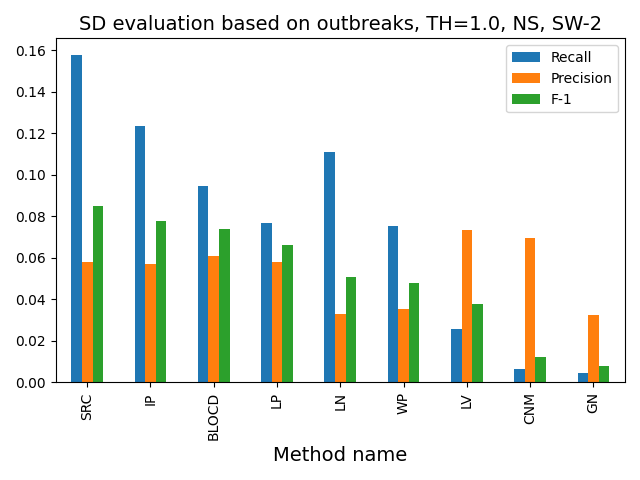 SD evaluation based on outbreaks, TH=1.0, NS, SW-2
Recall
Precision
F-1
0.16
0.14
0.12
0.10
0.08
0.06
0.04
0.02
0.00
SRC
IP
BLOCD
LP
LN
WP
LV
CNM
GN
Method name